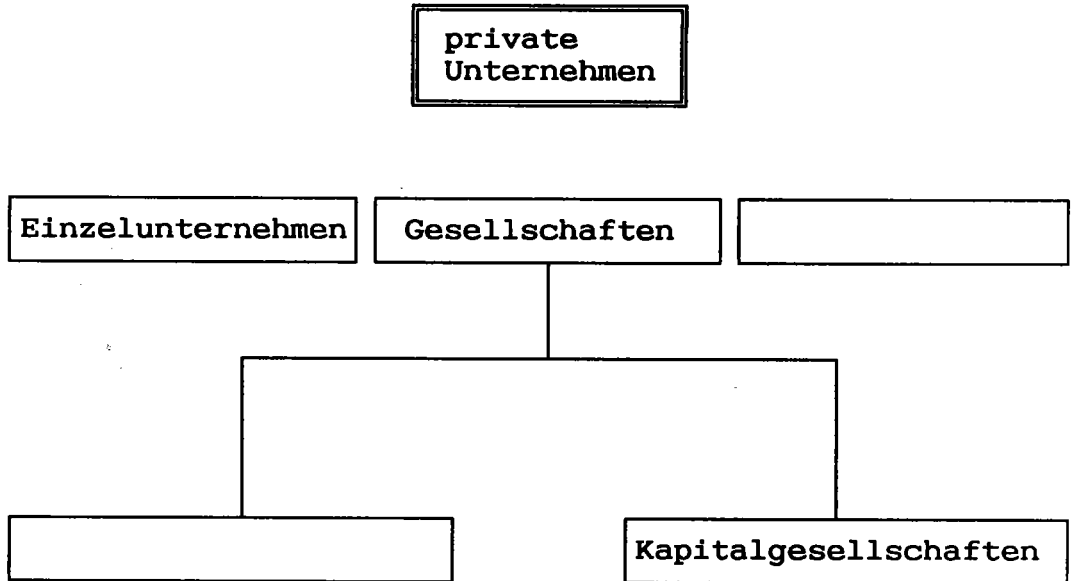 private
Unternehmen
Einzelunternehmen
Gesellschaften
Kapitalgesellschaften